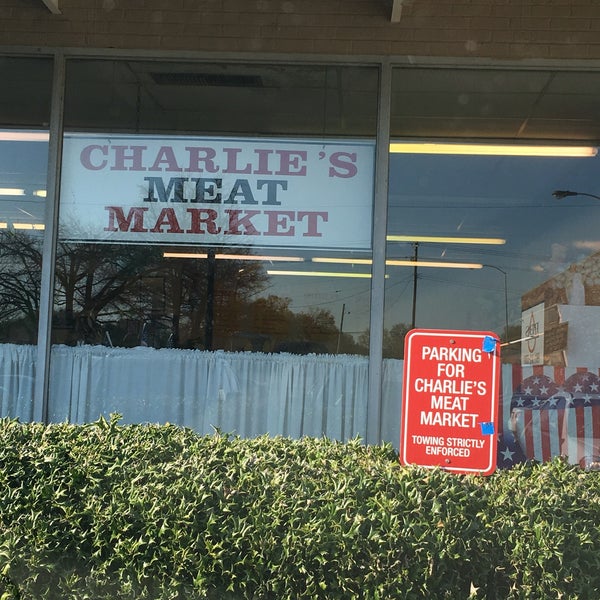 CHARLIE'S
MEAT
MARKET
PARKING
FOR
CHARLIE'S
MEAT
MARKET
TOWING STRICTLY
ENFORCED